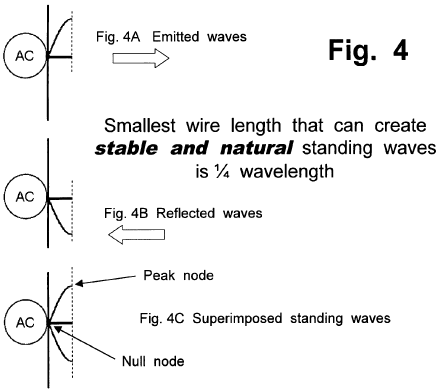 AC
Fig. 4A Emitted waves
Fig. 4
Smallest wire length that can create
stable and natural standing waves
is ¼ wavelength
AC
Fig. 4B Reflected waves
Peak node
AC
Fig. 4C Superimposed standing waves
Null node